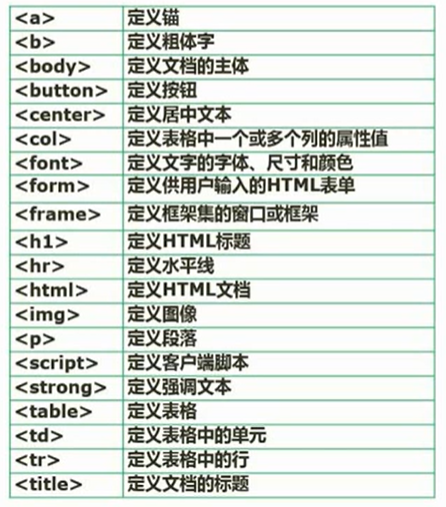 <a> 定义锚
<b> 定义粗体字
<body> 定义文档的主体
<button> 定义按钮
<center> 定义居中文本
<col> 定义表格中一个或多个列的属性值
<font> 定义文字的字体、尺寸和颜色
<form> 定义供用户输入的HTML表单
<frame> 定义框架集的窗口或框架
<h1> 定义HTML标题
<hr> 定义水平线
<html> 定义HTML文档
<img> 定义图像
<p> 定义段落
<script> 定义客户端脚本
<strong> 定义强调文本
<table> 定义表格
<td> 定义表格中的单元
<tr> 定义表格中的行
<title> 定义文档的标题